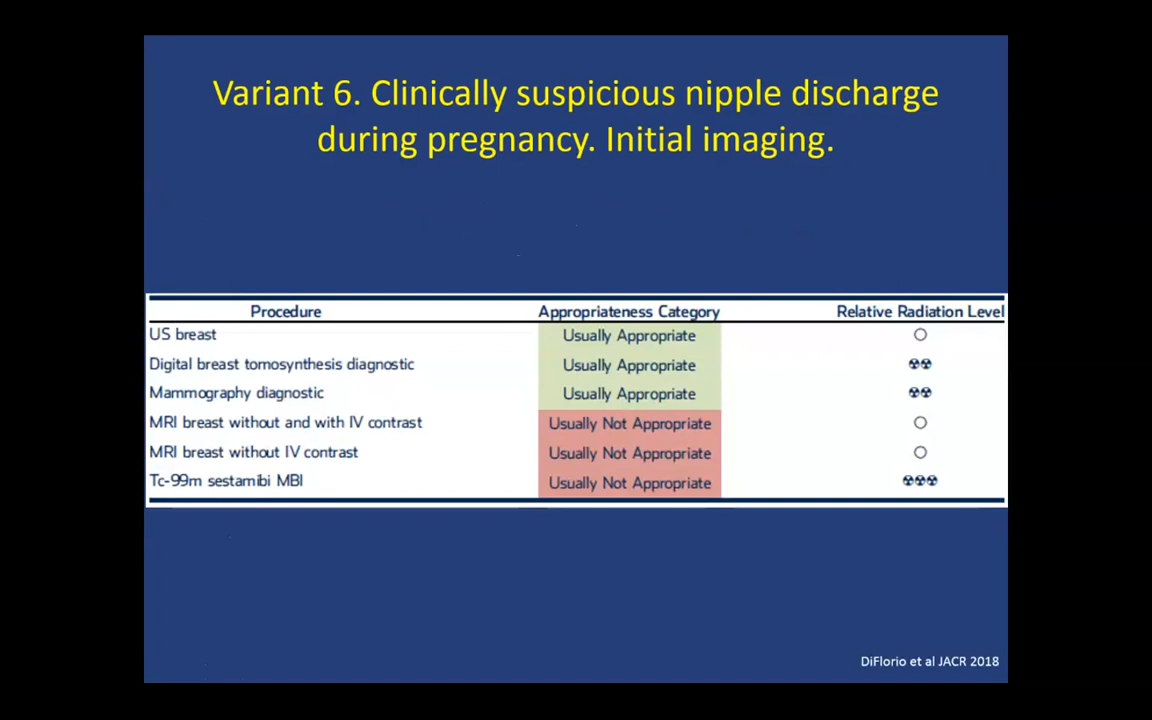 Variant 6. Clinically suspicious nipple discharge
during pregnancy. Initial imaging.
Procedure Appropriateness Category Relative Radiation Level
US breast Usually Appropriate ○
Digital breast tomosynthesis diagnostic Usually Appropriate ☢☢
Mammography diagnostic Usually Appropriate ☢☢
MRI breast without and with IV contrast Usually Not Appropriate ○
MRI breast without IV contrast Usually Not Appropriate ○
Tc-99m sestamibi MBI Usually Not Appropriate ☢☢☢
DiFlorio et al JACR 2018